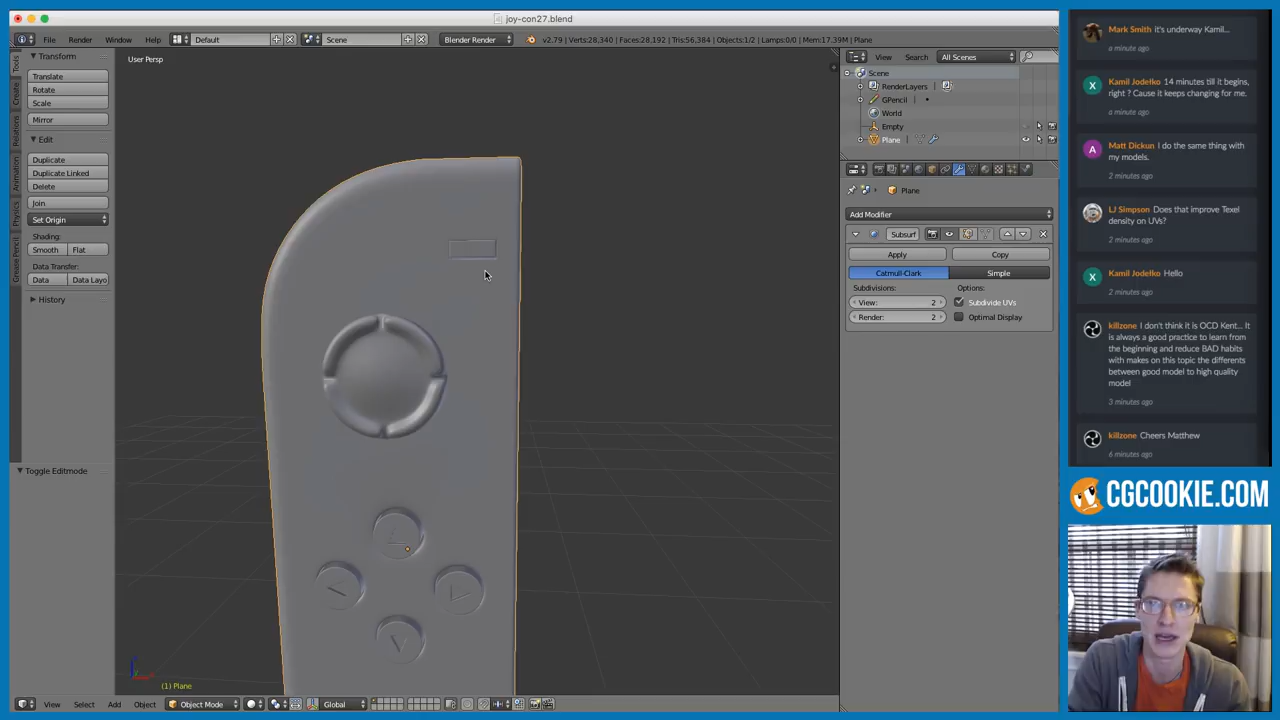 joy-con27.blend
File Render Window Help Default Scene Blender Render v2.79 | Verts:28,340 | Faces:28,192 | Tris:56,384 | Objects:1/2 | Lamps:0/0 | Mem:17.39M | Plane
Transform
Translate
Rotate
Scale
Mirror
Edit
Duplicate
Duplicate Linked
Delete
Join
Set Origin
Shading:
Smooth Flat
Data Transfer:
Data Data Layo
History
Toggle Editmode
Tools
Create
Relations
Animation
Physics
Grease Pencil
User Persp
(1) Plane
View Select Add Object Object Mode Global
View Search All Scenes
Scene
RenderLayers
GPencil
World
Empty
Plane
Plane
Add Modifier
Subsurf
Apply Copy
Catmull-Clark Simple
Subdivisions: Options:
View: 2 Subdivide UVs
Render: 2 Optimal Display
Mark Smith it's underway Kamil...
a minute ago
X Kamil Jodełko 14 minutes till it begins,
right ? Cause it keeps changing for me.
a minute ago
A Matt Dickun I do the same thing with
my models.
2 minutes ago
LJ Simpson Does that improve Texel
density on UVs?
2 minutes ago
X Kamil Jodełko Hello
2 minutes ago
killzone I don't think it is OCD Kent... It
is always a good practice to learn from
the beginning and reduce BAD habits
with makes on this topic the differents
between good model to high quality
model
3 minutes ago
killzone Cheers Matthew
6 minutes ago
CGCOOKIE.COM